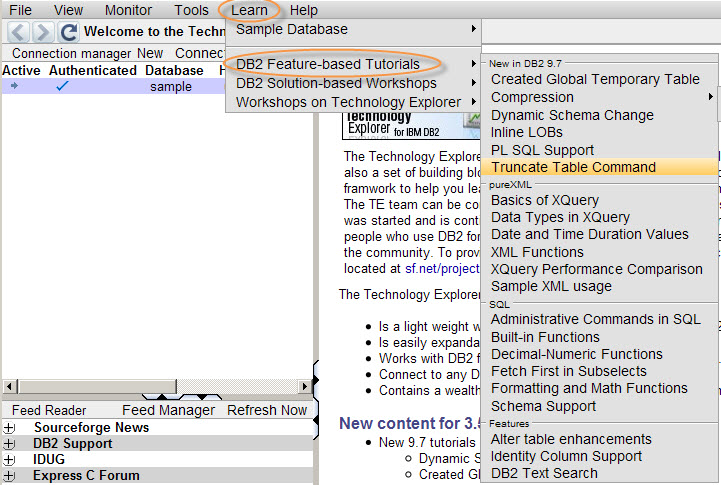 File View Monitor Tools Learn Help
Welcome to the Techn
Sample Database
Connection manager New Connec
DB2 Feature-based Tutorials
DB2 Solution-based Workshops
Workshops on Technology Explorer
Active Authenticated Database H
sample
New in DB2 9.7
Created Global Temporary Table
Compression
Dynamic Schema Change
Inline LOBs
PL SQL Support
Truncate Table Command
pureXML
Basics of XQuery
Data Types in XQuery
Date and Time Duration Values
XML Functions
XQuery Performance Comparison
Sample XML usage
SQL
Administrative Commands in SQL
Built-in Functions
Decimal-Numeric Functions
Fetch First in Subselects
Formatting and Math Functions
Schema Support
Features
Alter table enhancements
Identity Column Support
DB2 Text Search
Technology
Explorer for IBM DB2
The Technology Explore
also a set of building blo
framwork to help you lea
The TE team can be con
was started and is cont
people who use DB2 for
the community. To prov
located at sf.net/project
The Technology Explorer
Is a light weight w
Is easily expanda
Works with DB2 f
Connect to any D
Contains a wealth
New content for 3.5
New 9.7 tutorials
Dynamic S
Created Gl
Feed Reader Feed Manager Refresh Now
Sourceforge News
DB2 Support
IDUG
Express C Forum